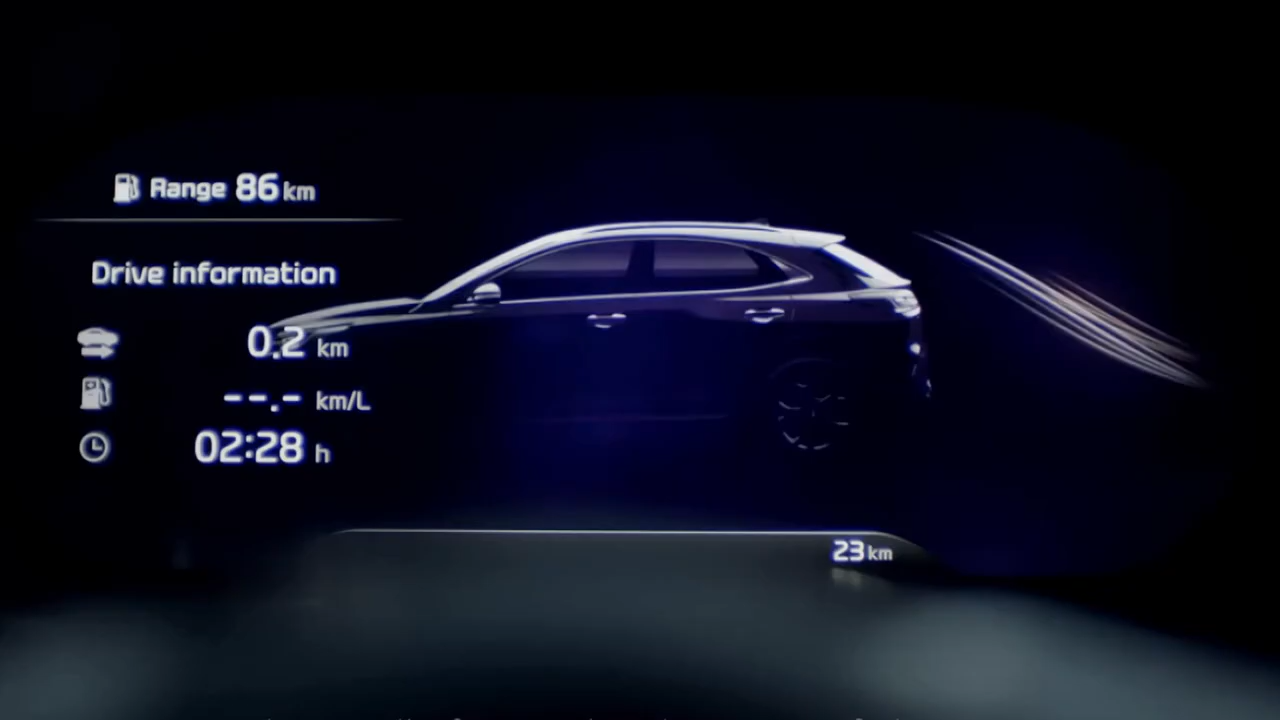 Range 86 km
Drive information
0.2 km
--.- km/L
02:28 h
23 km